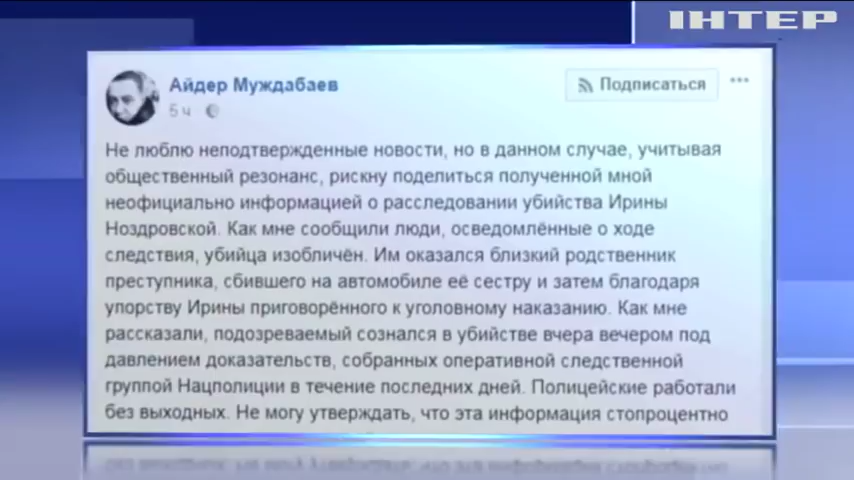 ІНТЕР
Айдер Муждабаев
Подписаться
5 ч
Не люблю неподтвержденные новости, но в данном случае, учитывая
общественный резонанс, рискну поделиться полученной мной
неофициально информацией о расследовании убийства Ирины
Ноздровской. Как мне сообщили люди, осведомлённые о ходе
следствия, убийца изобличён. Им оказался близкий родственник
преступника, сбившего на автомобиле её сестру и затем благодаря
упорству Ирины приговорённого к уголовному наказанию. Как мне
рассказали, подозреваемый сознался в убийстве вчера вечером под
давлением доказательств, собранных оперативной следственной
группой Нацполиции в течение последних дней. Полицейские работали
без выходных. Не могу утверждать, что эта информация стопроцентно